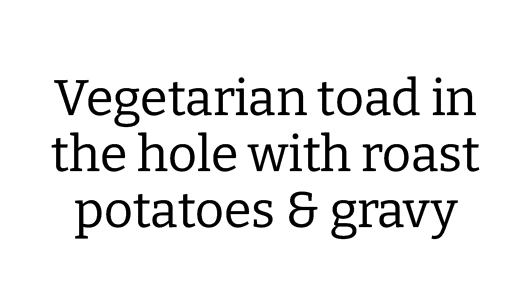 Vegetarian toad in
the hole with roast
potatoes & gravy